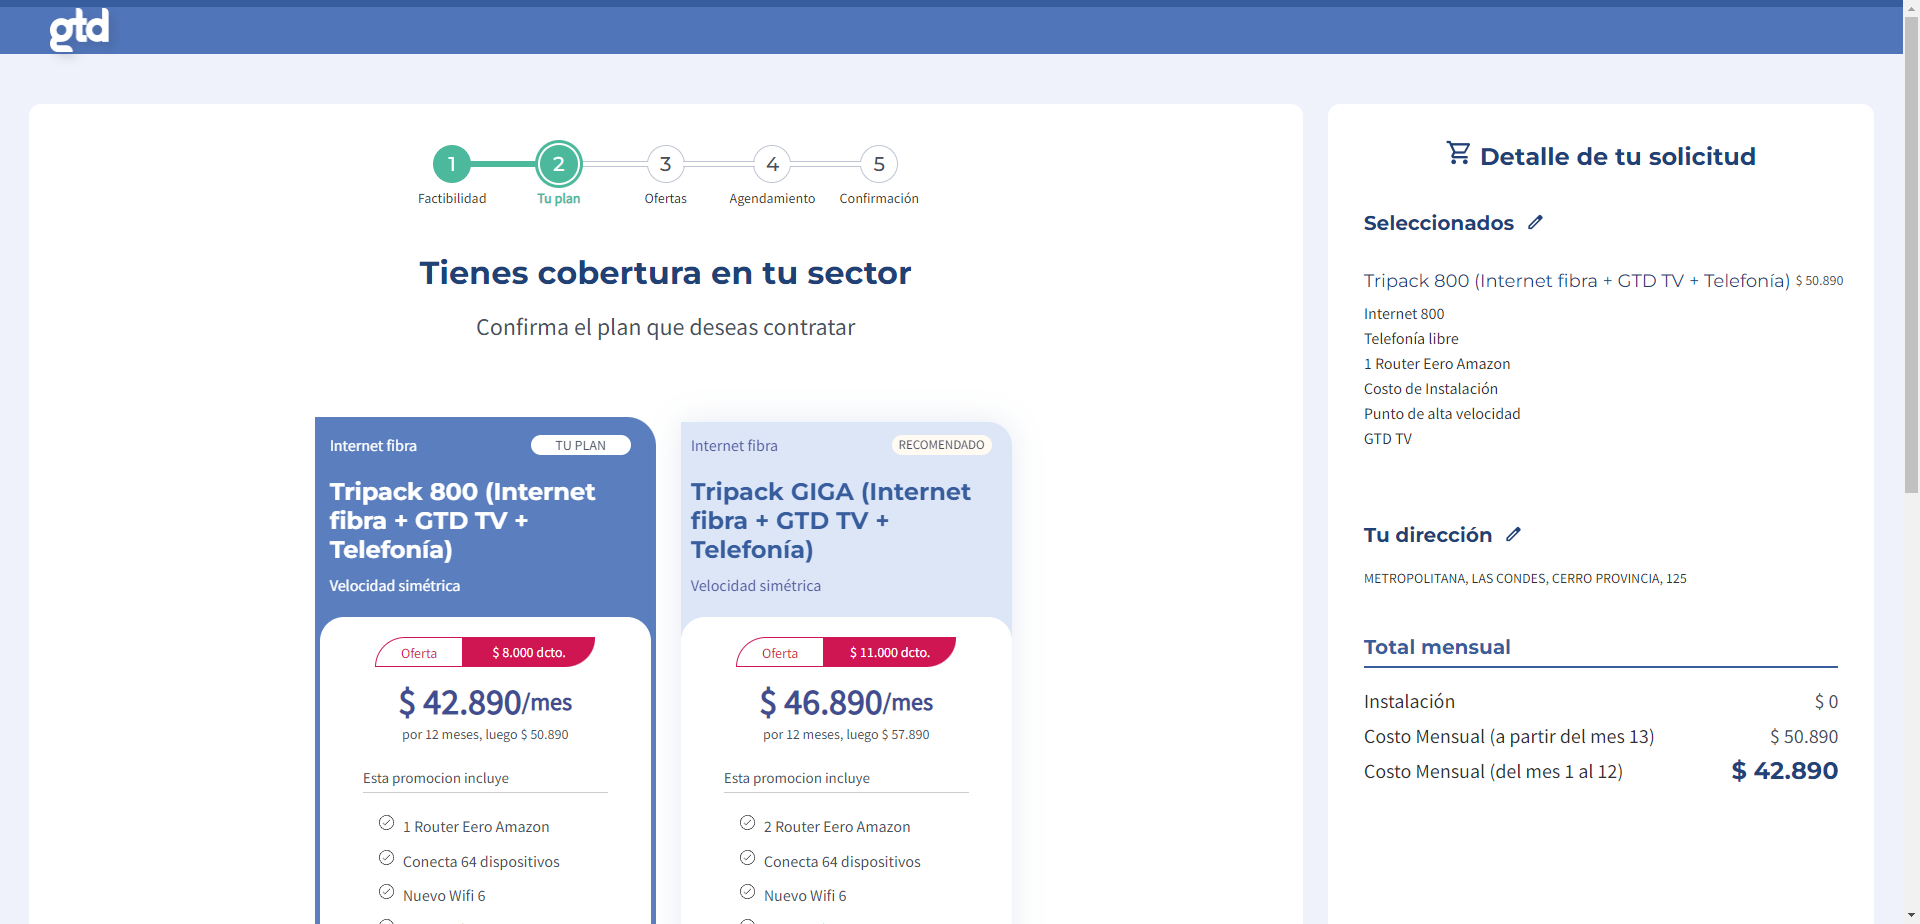 gtd
1
2
3
4
5
Factibilidad
Tu plan
Ofertas
Agendamiento
Confirmación
Tienes cobertura en tu sector
Confirma el plan que deseas contratar
Internet fibra
TU PLAN
Tripack 800 (Internet
fibra + GTD TV +
Telefonía)
Velocidad simétrica
Oferta
$ 8.000 dcto.
$ 42.890/mes
por 12 meses, luego $ 50.890
Esta promocion incluye
1 Router Eero Amazon
Conecta 64 dispositivos
Nuevo Wifi 6
Internet fibra
RECOMENDADO
Tripack GIGA (Internet
fibra + GTD TV +
Telefonía)
Velocidad simétrica
Oferta
$ 11.000 dcto.
$ 46.890/mes
por 12 meses, luego $ 57.890
Esta promocion incluye
2 Router Eero Amazon
Conecta 64 dispositivos
Nuevo Wifi 6
Detalle de tu solicitud
Seleccionados
Tripack 800 (Internet fibra + GTD TV + Telefonía) $ 50.890
Internet 800
Telefonía libre
1 Router Eero Amazon
Costo de Instalación
Punto de alta velocidad
GTD TV
Tu dirección
METROPOLITANA, LAS CONDES, CERRO PROVINCIA, 125
Total mensual
Instalación $ 0
Costo Mensual (a partir del mes 13) $ 50.890
Costo Mensual (del mes 1 al 12) $ 42.890